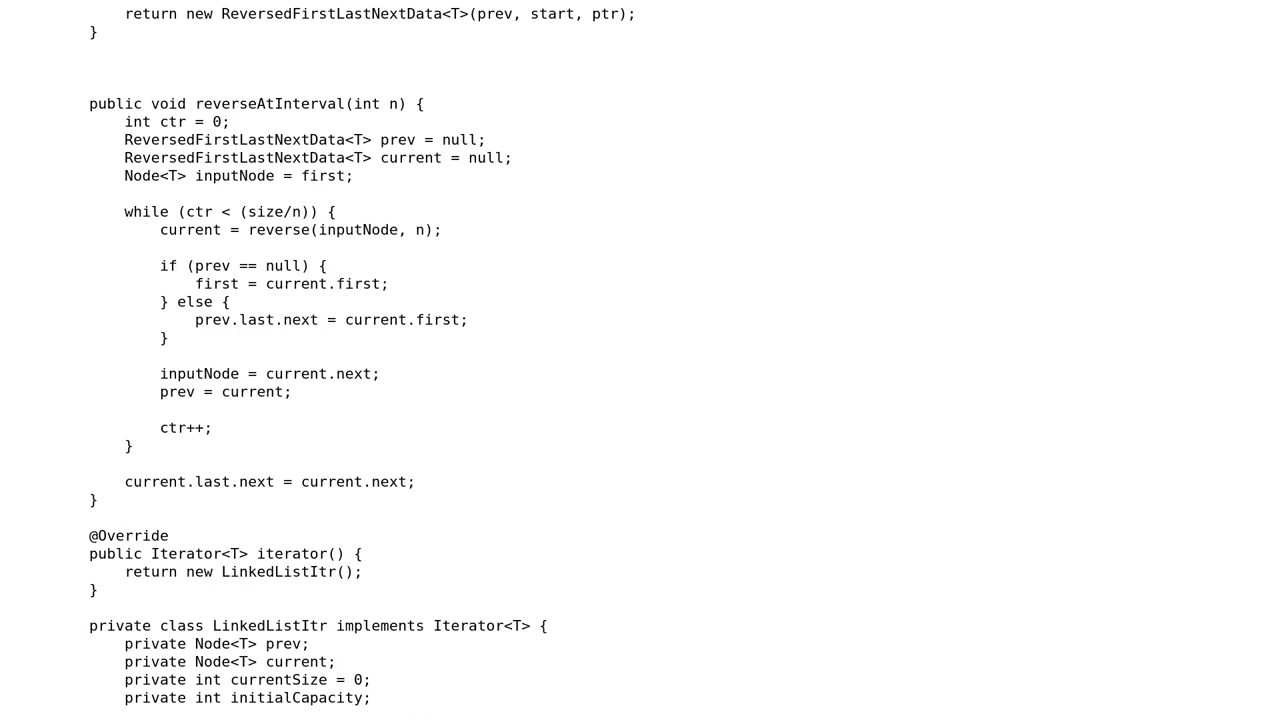 return new ReversedFirstLastNextData<T>(prev, start, ptr);
}
public void reverseAtInterval(int n) {
int ctr = 0;
ReversedFirstLastNextData<T> prev = null;
ReversedFirstLastNextData<T> current = null;
Node<T> inputNode = first;
while (ctr < (size/n)) {
current = reverse(inputNode, n);
if (prev == null) {
first = current.first;
} else {
prev.last.next = current.first;
}
inputNode = current.next;
prev = current;
ctr++;
}
current.last.next = current.next;
}
@Override
public Iterator<T> iterator() {
return new LinkedListItr();
}
private class LinkedListItr implements Iterator<T> {
private Node<T> prev;
private Node<T> current;
private int currentSize = 0;
private int initialCapacity;